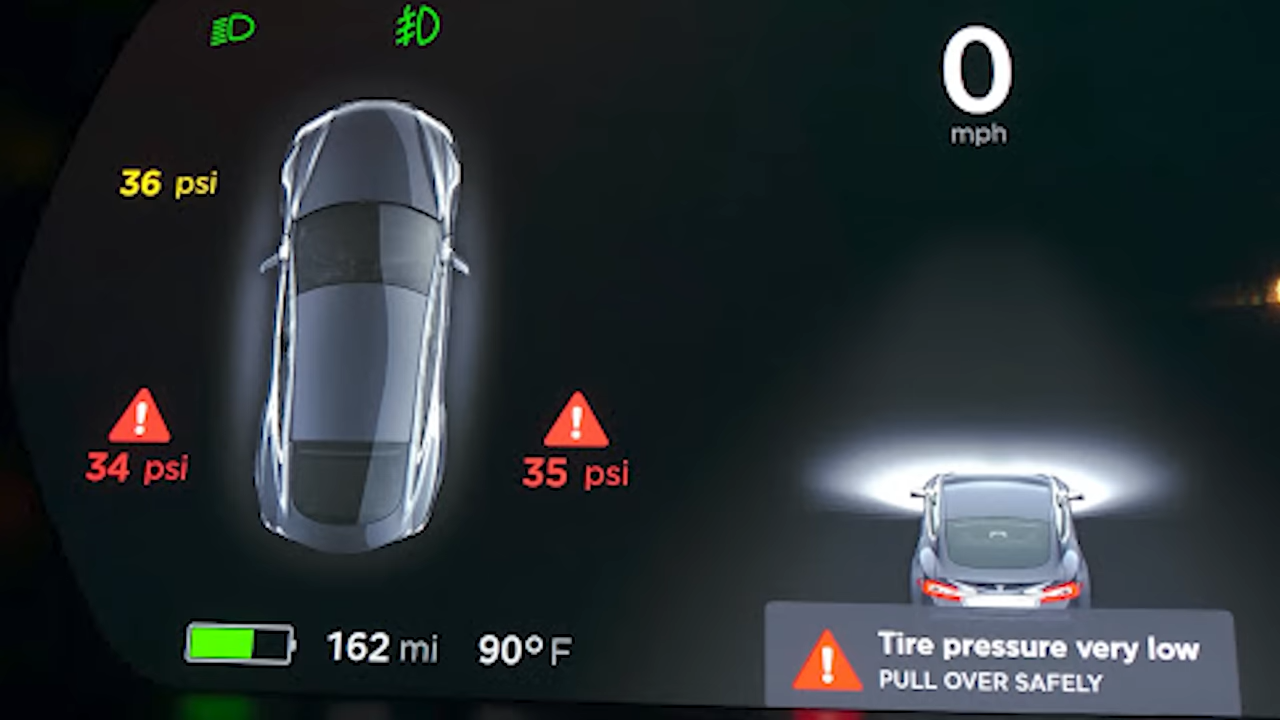 0
mph
36 psi
34 psi
35 psi
162 mi 90° F
Tire pressure very low
PULL OVER SAFELY